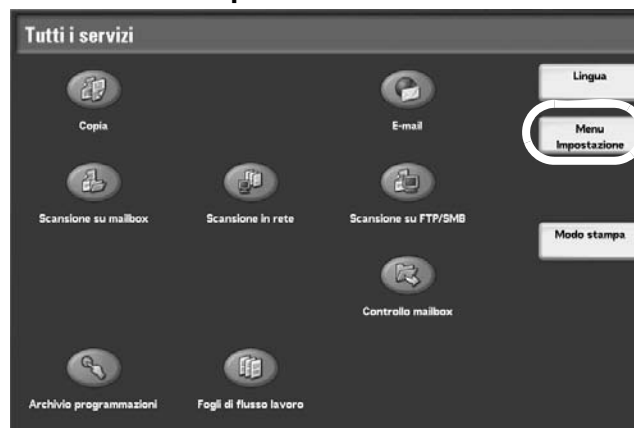 Tutti i servizi
Lingua
Copia
E-mail
Menu
Impostazione
Scansione su mailbox
Scansione in rete
Scansione su FTP/SMB
Modo stampa
Controllo mailbox
Archivio programmazioni
Fogli di flusso lavoro